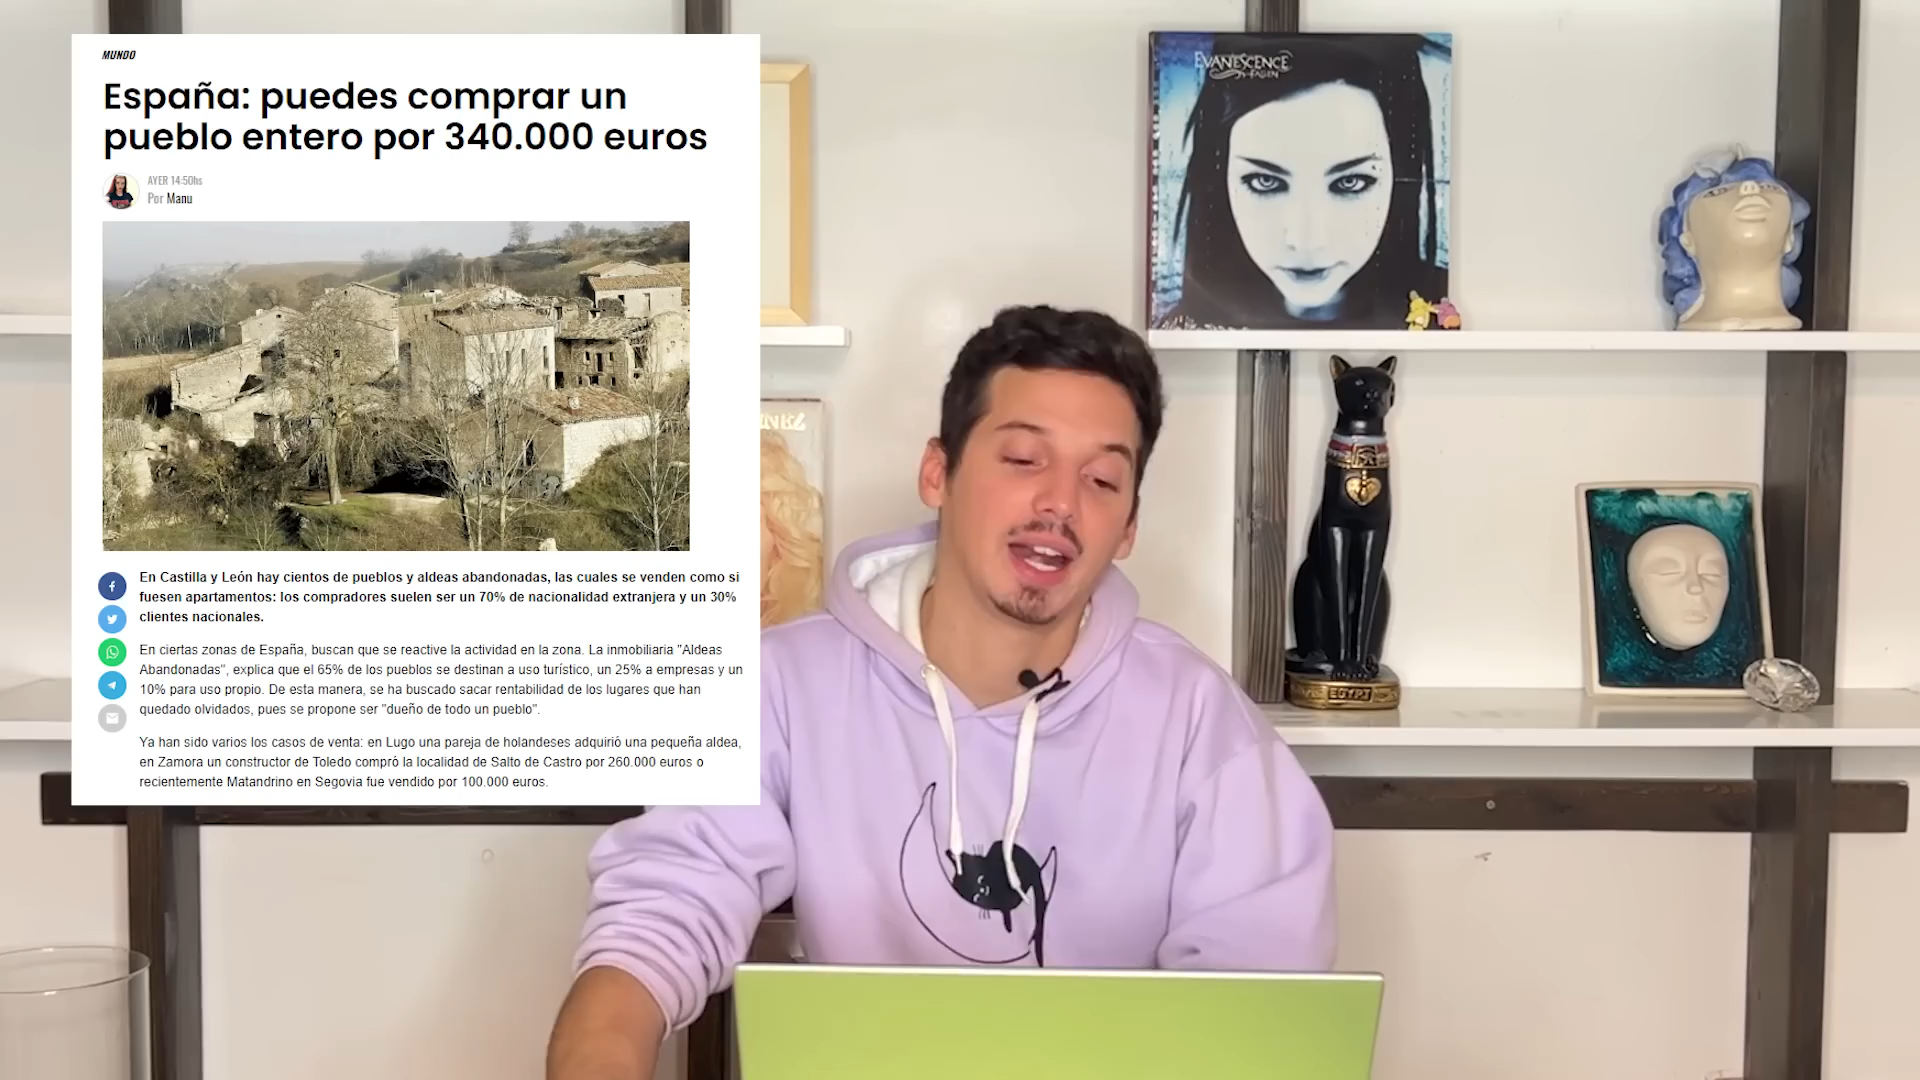 MUNDO
España: puedes comprar un
pueblo entero por 340.000 euros
AYER 14:50hs
Por Manu
En Castilla y León hay cientos de pueblos y aldeas abandonadas, las cuales se venden como si
fuesen apartamentos: los compradores suelen ser un 70% de nacionalidad extranjera y un 30%
clientes nacionales.
En ciertas zonas de España, buscan que se reactive la actividad en la zona. La inmobiliaria "Aldeas
Abandonadas", explica que el 65% de los pueblos se destinan a uso turístico, un 25% a empresas y un
10% para uso propio. De esta manera, se ha buscado sacar rentabilidad de los lugares que han
quedado olvidados, pues se propone ser "dueño de todo un pueblo".
Ya han sido varios los casos de venta: en Lugo una pareja de holandeses adquirió una pequeña aldea,
en Zamora un constructor de Toledo compró la localidad de Salto de Castro por 260.000 euros o
recientemente Matandrino en Segovia fue vendido por 100.000 euros.
EVANESCENCE
FALLEN
EGYPT